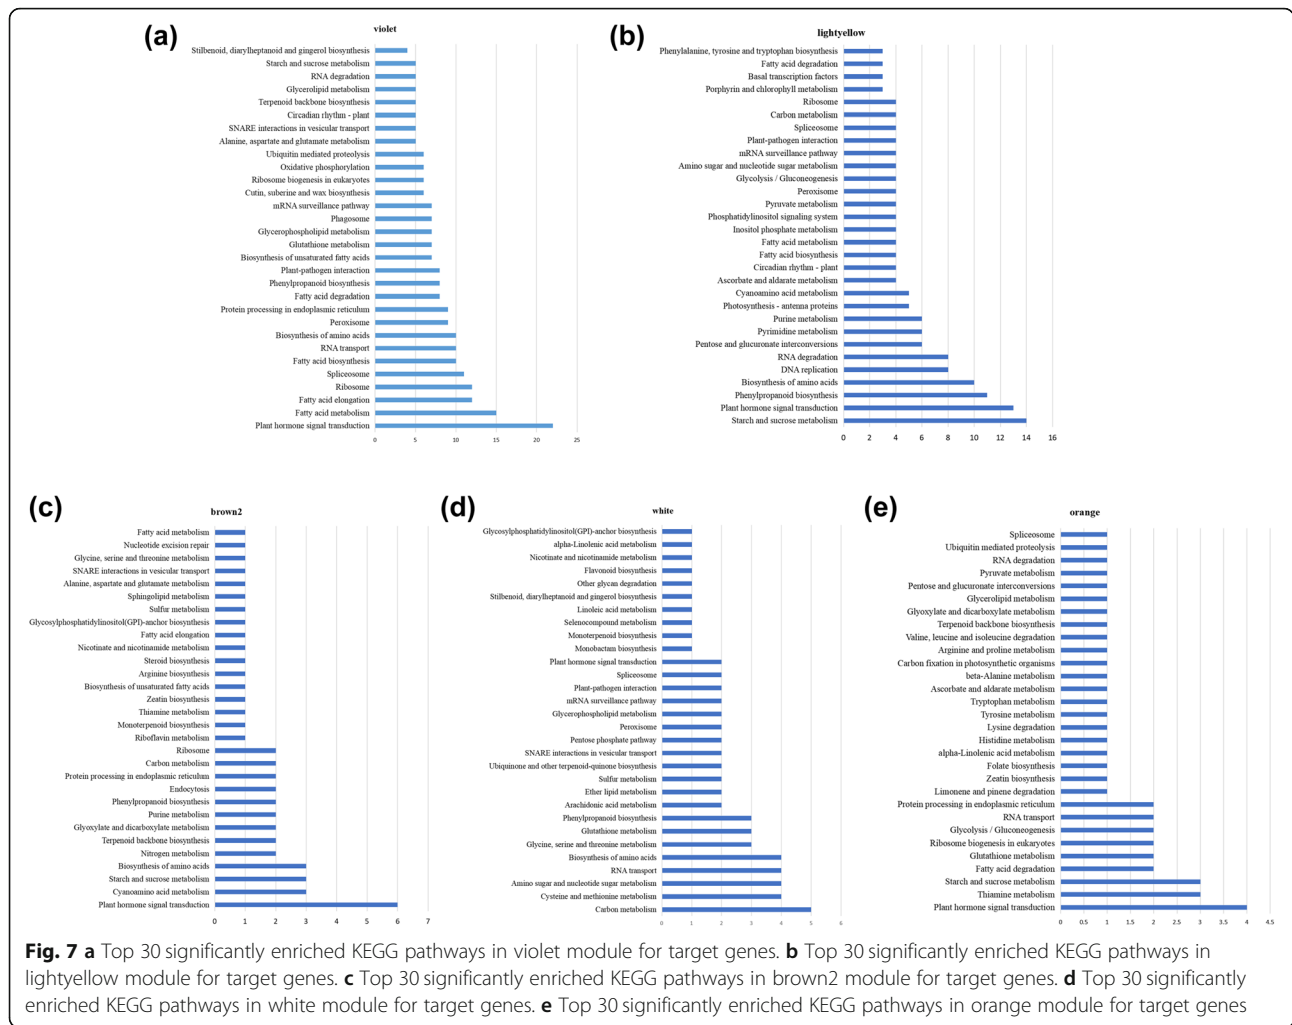 (a)
violet
Stilbenoid, diarylheptanoid and gingerol biosynthesis
Starch and sucrose metabolism
RNA degradation
Glycerolipid metabolism
Terpenoid backbone biosynthesis
Circadian rhythm - plant
SNARE interactions in vesicular transport
Alanine, aspartate and glutamate metabolism
Ubiquitin mediated proteolysis
Oxidative phosphorylation
Ribosome biogenesis in eukaryotes
Cutin, suberine and wax biosynthesis
mRNA surveillance pathway
Phagosome
Glycerophospholipid metabolism
Glutathione metabolism
Biosynthesis of unsaturated fatty acids
Plant-pathogen interaction
Phenylpropanoid biosynthesis
Fatty acid degradation
Protein processing in endoplasmic reticulum
Peroxisome
Biosynthesis of amino acids
RNA transport
Fatty acid biosynthesis
Spliceosome
Ribosome
Fatty acid elongation
Fatty acid metabolism
Plant hormone signal transduction
0 5 10 15 20 25
(b)
lightyellow
Phenylalanine, tyrosine and tryptophan biosynthesis
Fatty acid degradation
Basal transcription factors
Porphyrin and chlorophyll metabolism
Ribosome
Carbon metabolism
Spliceosome
Plant-pathogen interaction
mRNA surveillance pathway
Amino sugar and nucleotide sugar metabolism
Glycolysis / Gluconeogenesis
Peroxisome
Pyruvate metabolism
Phosphatidylinositol signaling system
Inositol phosphate metabolism
Fatty acid metabolism
Fatty acid biosynthesis
Circadian rhythm - plant
Ascorbate and aldarate metabolism
Cyanoamino acid metabolism
Photosynthesis - antenna proteins
Purine metabolism
Pyrimidine metabolism
Pentose and glucuronate interconversions
RNA degradation
DNA replication
Biosynthesis of amino acids
Phenylpropanoid biosynthesis
Plant hormone signal transduction
Starch and sucrose metabolism
0 2 4 6 8 10 12 14 16
(c)
brown2
Fatty acid metabolism
Nucleotide excision repair
Glycine, serine and threonine metabolism
SNARE interactions in vesicular transport
Alanine, aspartate and glutamate metabolism
Sphingolipid metabolism
Sulfur metabolism
Glycosylphosphatidylinositol(GPI)-anchor biosynthesis
Fatty acid elongation
Nicotinate and nicotinamide metabolism
Steroid biosynthesis
Arginine biosynthesis
Biosynthesis of unsaturated fatty acids
Zeatin biosynthesis
Thiamine metabolism
Monoterpenoid biosynthesis
Riboflavin metabolism
Ribosome
Carbon metabolism
Protein processing in endoplasmic reticulum
Endocytosis
Phenylpropanoid biosynthesis
Purine metabolism
Glyoxylate and dicarboxylate metabolism
Terpenoid backbone biosynthesis
Nitrogen metabolism
Biosynthesis of amino acids
Starch and sucrose metabolism
Cyanoamino acid metabolism
Plant hormone signal transduction
0 1 2 3 4 5 6 7
(d)
white
Glycosylphosphatidylinositol(GPI)-anchor biosynthesis
alpha-Linolenic acid metabolism
Nicotinate and nicotinamide metabolism
Flavonoid biosynthesis
Other glycan degradation
Stilbenoid, diarylheptanoid and gingerol biosynthesis
Linoleic acid metabolism
Selenocompound metabolism
Monoterpenoid biosynthesis
Monobactam biosynthesis
Plant hormone signal transduction
Spliceosome
Plant-pathogen interaction
mRNA surveillance pathway
Glycerophospholipid metabolism
Peroxisome
Pentose phosphate pathway
SNARE interactions in vesicular transport
Ubiquinone and other terpenoid-quinone biosynthesis
Sulfur metabolism
Ether lipid metabolism
Arachidonic acid metabolism
Phenylpropanoid biosynthesis
Glutathione metabolism
Glycine, serine and threonine metabolism
Biosynthesis of amino acids
RNA transport
Amino sugar and nucleotide sugar metabolism
Cysteine and methionine metabolism
Carbon metabolism
0 1 2 3 4 5 6
(e)
orange
Spliceosome
Ubiquitin mediated proteolysis
RNA degradation
Pyruvate metabolism
Pentose and glucuronate interconversions
Glycerolipid metabolism
Glyoxylate and dicarboxylate metabolism
Terpenoid backbone biosynthesis
Valine, leucine and isoleucine degradation
Arginine and proline metabolism
Carbon fixation in photosynthetic organisms
beta-Alanine metabolism
Ascorbate and aldarate metabolism
Tryptophan metabolism
Tyrosine metabolism
Lysine degradation
Histidine metabolism
alpha-Linolenic acid metabolism
Folate biosynthesis
Zeatin biosynthesis
Limonene and pinene degradation
Protein processing in endoplasmic reticulum
RNA transport
Glycolysis / Gluconeogenesis
Ribosome biogenesis in eukaryotes
Glutathione metabolism
Fatty acid degradation
Starch and sucrose metabolism
Thiamine metabolism
Plant hormone signal transduction
0 0.5 1 1.5 2 2.5 3 3.5 4 4.5
Fig. 7 a Top 30 significantly enriched KEGG pathways in violet module for target genes. b Top 30 significantly enriched KEGG pathways in
lightyellow module for target genes. c Top 30 significantly enriched KEGG pathways in brown2 module for target genes. d Top 30 significantly
enriched KEGG pathways in white module for target genes. e Top 30 significantly enriched KEGG pathways in orange module for target genes